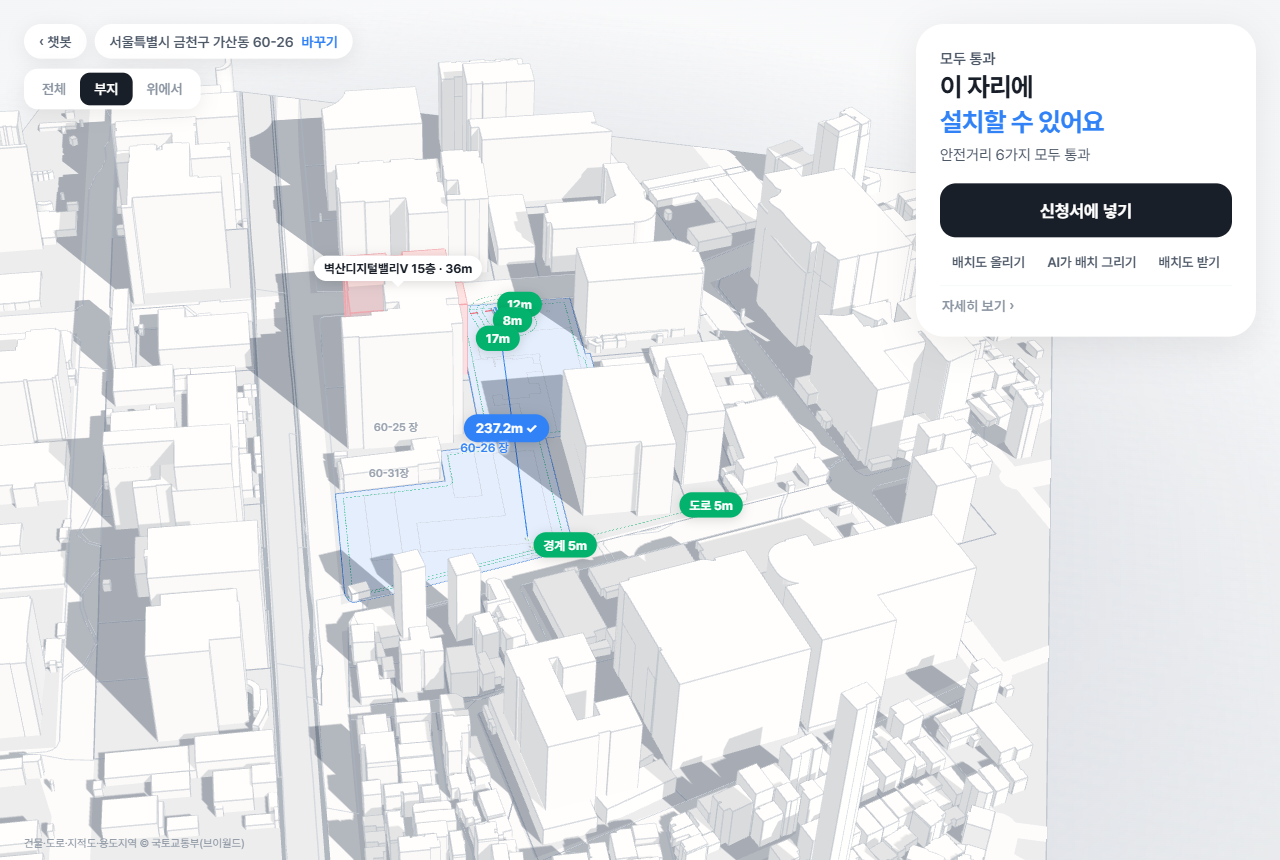 ‹ 챗봇
서울특별시 금천구 가산동 60-26 바꾸기
전체 부지 위에서
모두 통과
이 자리에
설치할 수 있어요
안전거리 6가지 모두 통과
신청서에 넣기
배치도 올리기 AI가 배치 그리기 배치도 받기
자세히 보기 ›
벽산디지털밸리V 15층 · 36m
12m
8m
17m
60-25 장
237.2m ✓
60-26 장
60-31장
도로 5m
경계 5m
건물·도로·지적도·용도지역 © 국토교통부(브이월드)